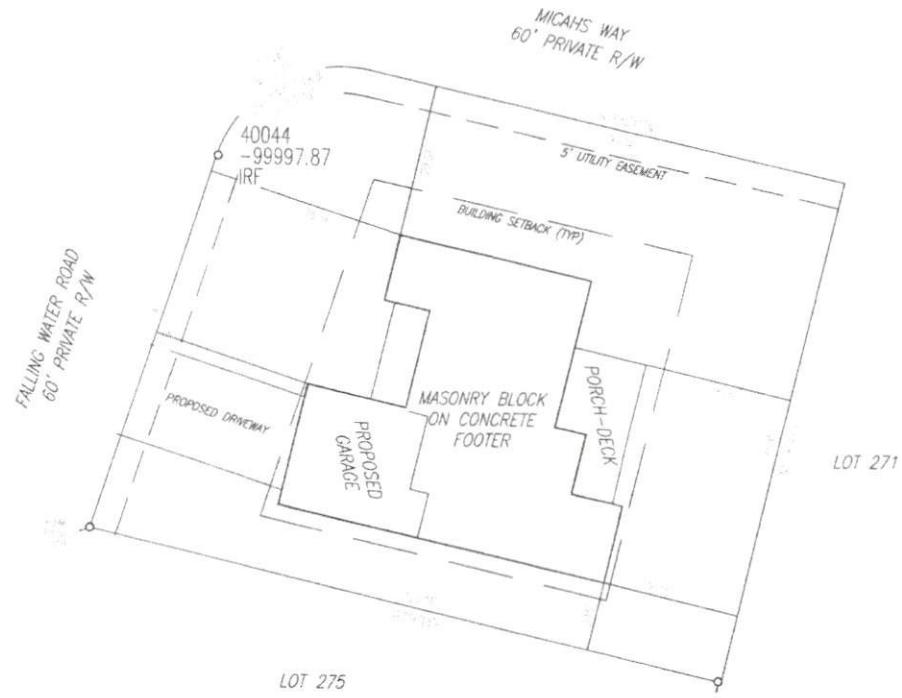 MICAHS WAY
60' PRIVATE R/W
40044
-99997.87
IRF
5' UTILITY EASEMENT
BUILDING SETBACK (TYP)
FALLING WATER ROAD
60' PRIVATE R/W
PROPOSED DRIVEWAY
PROPOSED
GARAGE
MASONRY BLOCK
ON CONCRETE
FOOTER
PORCH-DECK
LOT 271
LOT 275